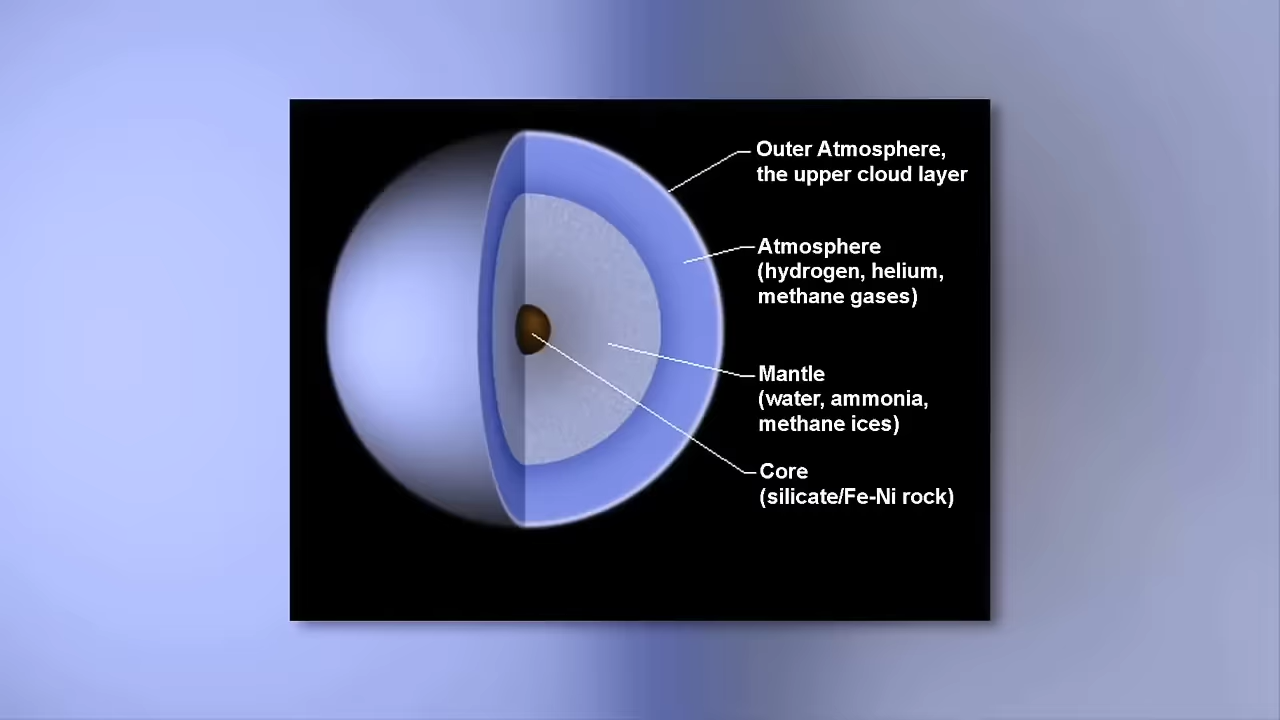 Outer Atmosphere,
the upper cloud layer
Atmosphere
(hydrogen, helium,
methane gases)
Mantle
(water, ammonia,
methane ices)
Core
(silicate/Fe-Ni rock)